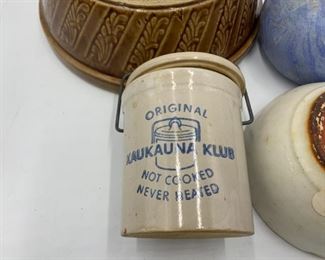 ORIGINAL
KAUKAUNA KLUB
NOT COOKED
NEVER HEATED